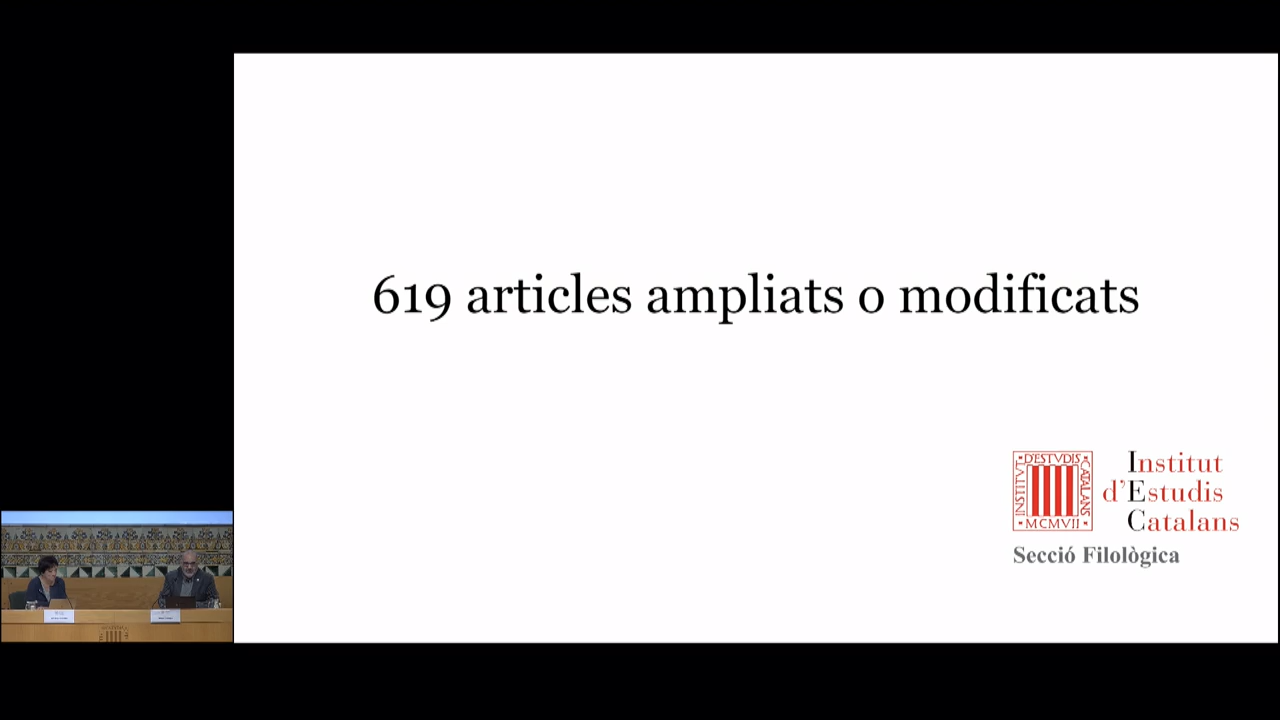 619 articles ampliats o modificats
INSTITVT D'ESTVDIS CATALANS
MCMVII
Institut
d'Estudis
Catalans
Secció Filològica